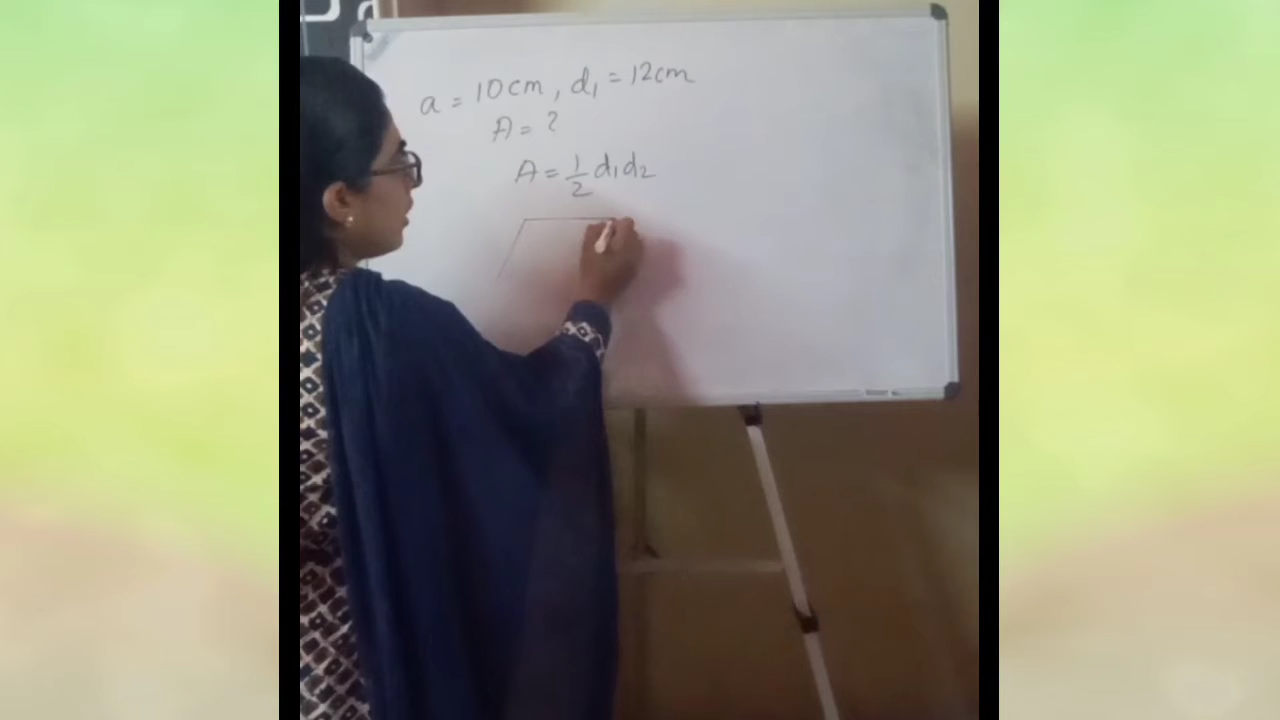 a = 10cm, d₁ = 12cm
A = ?
A = 1/2 d₁d₂